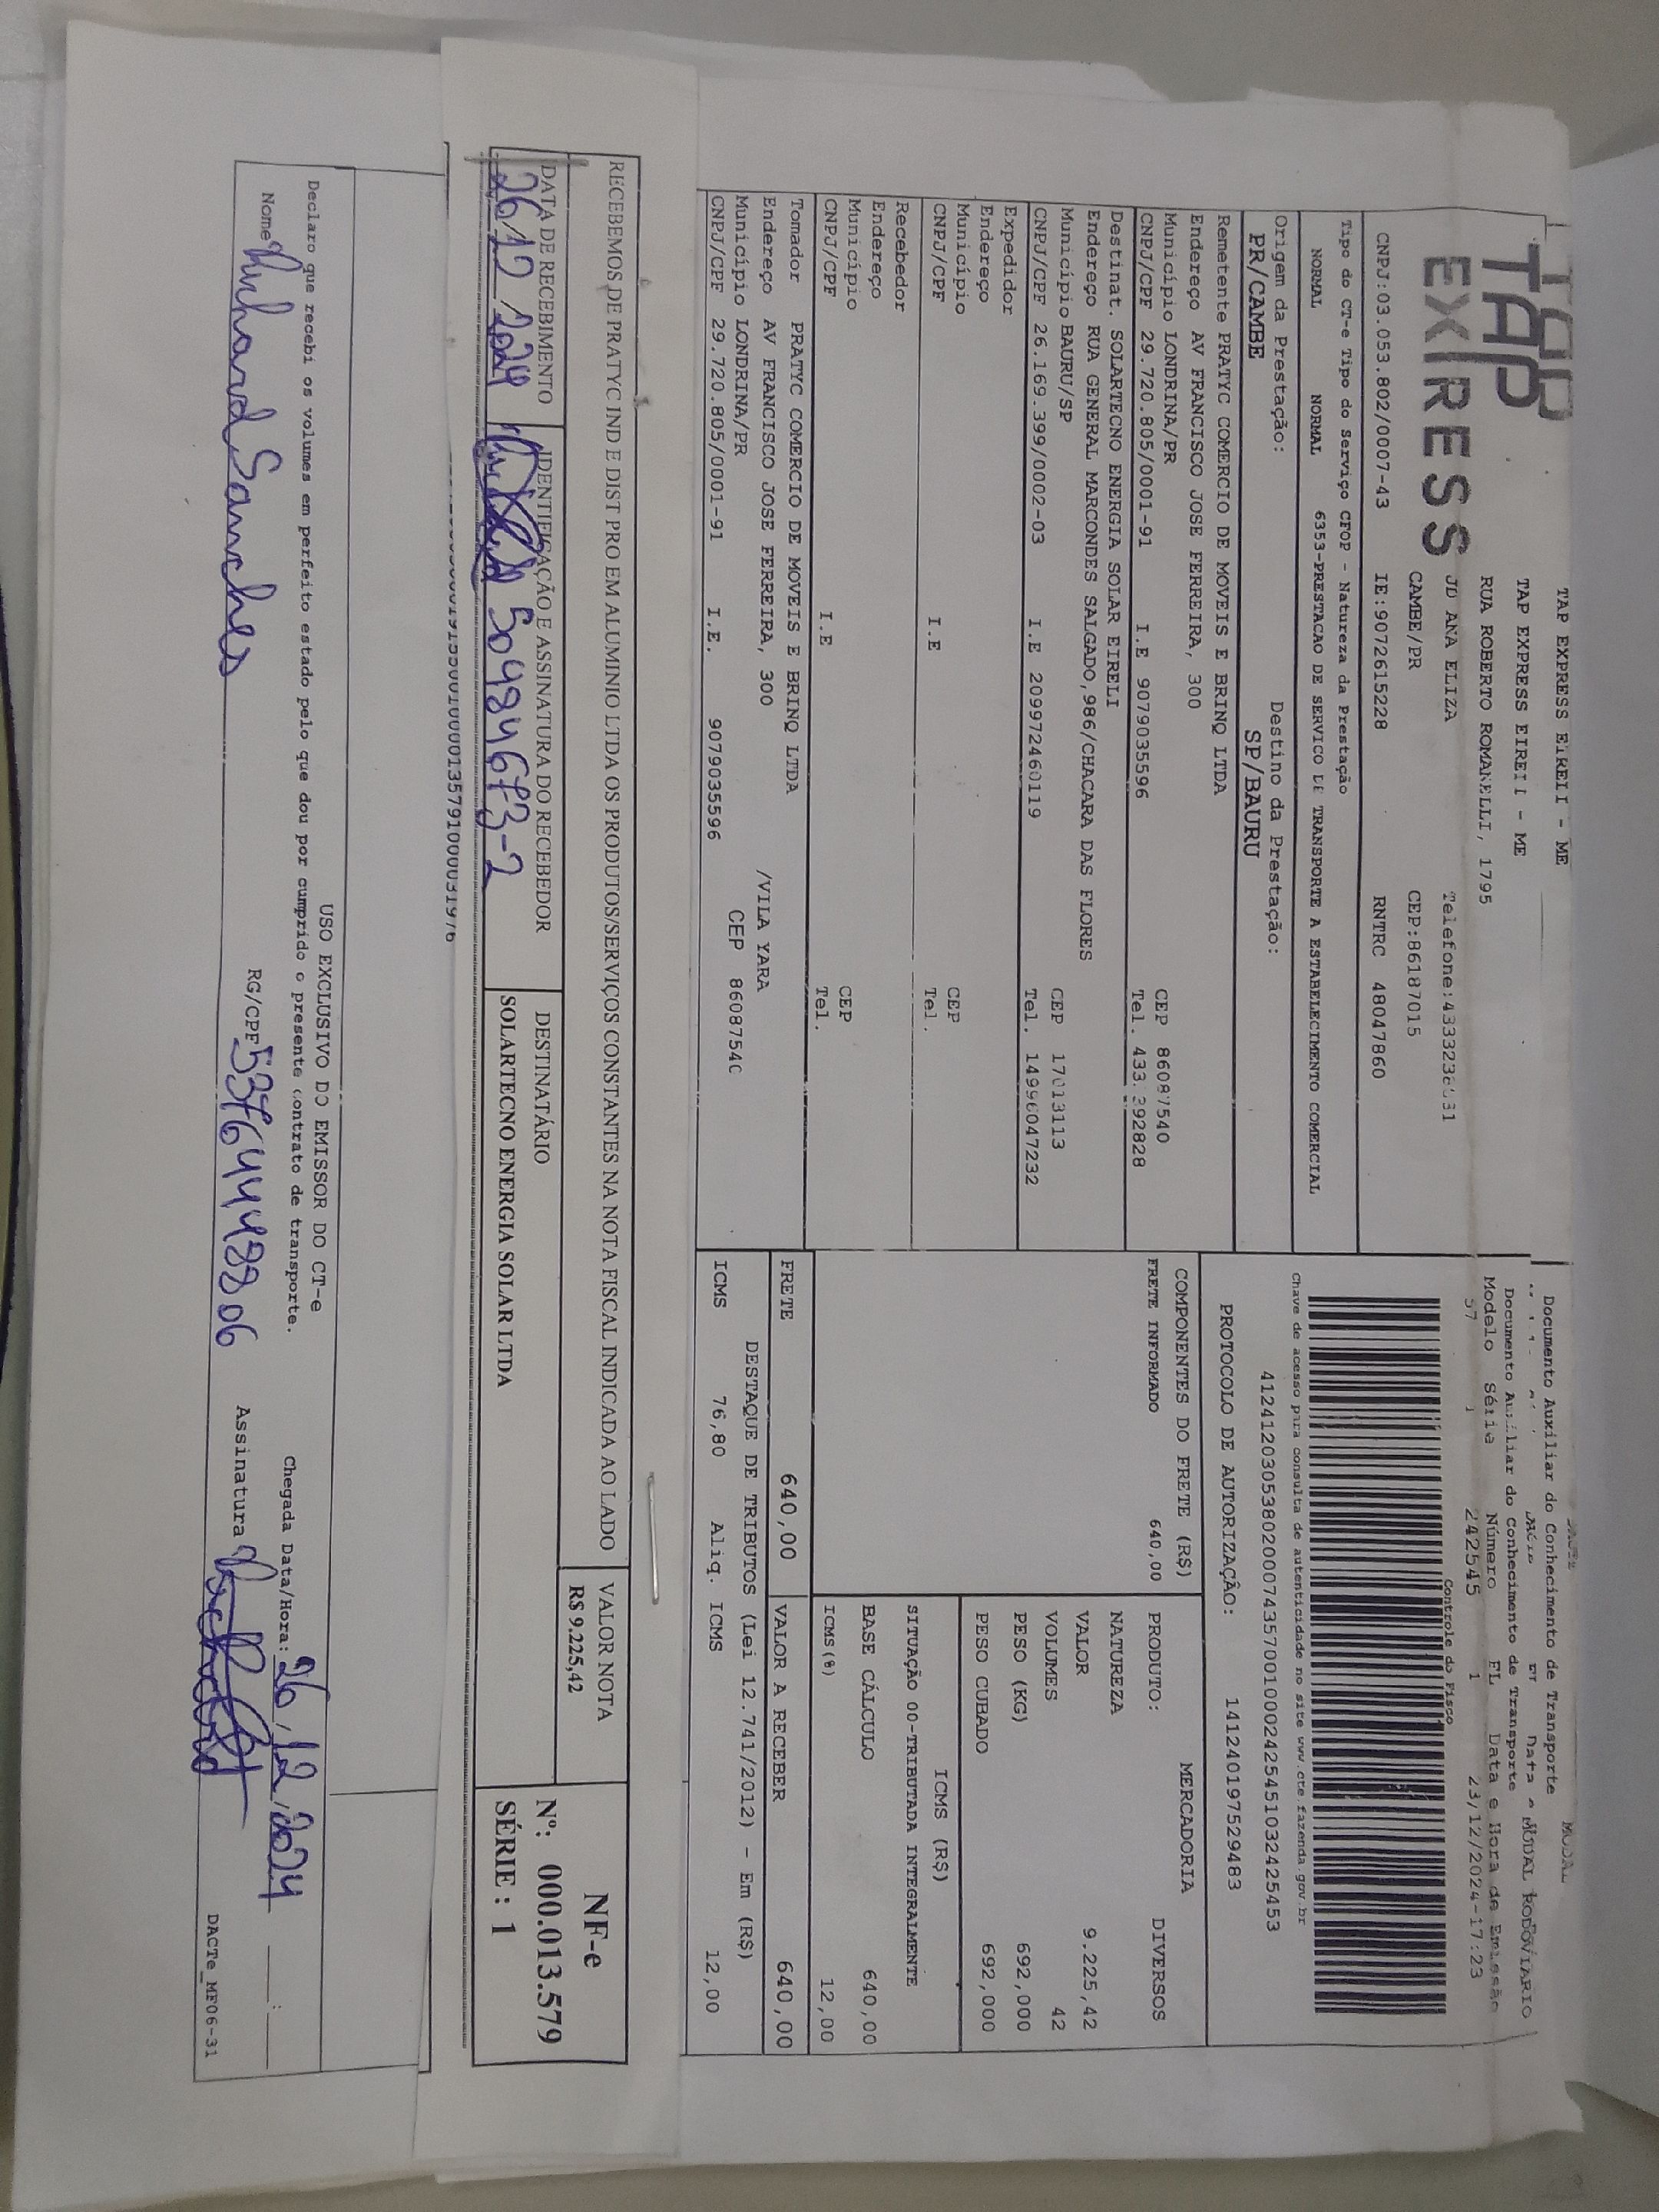 TAP
EXPRESS
TAP EXPRESS EIRELI - ME
TAP EXPRESS EIRELI - ME
RUA ROBERTO ROMANELLI, 1795
JD ANA ELIZA
CAMBE/PR CEP:86187015
CNPJ:03.053.802/0007-43 IE:9072615228 RNTRC 48047860
Tipo do CT-e Tipo do Serviço CFOP - Natureza da Prestação
NORMAL NORMAL 6353-PRESTACAO DE SERVICO DE TRANSPORTE A ESTABELECIMENTO COMERCIAL
Origem da Prestação: Destino da Prestação:
PR/CAMBE SP/BAURU
Remetente PRATYC COMERCIO DE MOVEIS E BRINQ LTDA
Endereço AV FRANCISCO JOSE FERREIRA, 300
Município LONDRINA/PR CEP 86087540
CNPJ/CPF 29.720.805/0001-91 I.E 9079035596 Tel.
Destinat. SOLARTECNO ENERGIA SOLAR EIRELI
Endereço RUA GENERAL MARCONDES SALGADO,986/CHACARA DAS FLORES
Município BAURU/SP CEP 17013113
CNPJ/CPF 26.169.399/0002-03 I.E 209972460119 Tel. 14996047232
Expedidor
Endereço
Município CEP
CNPJ/CPF I.E Tel.
Recebedor
Endereço
Município CEP
CNPJ/CPF I.E Tel.
Tomador PRATYC COMERCIO DE MOVEIS E BRINQ LTDA
Endereço AV FRANCISCO JOSE FERREIRA, 300 /VILA YARA
Município LONDRINA/PR CEP 86087540
CNPJ/CPF 29.720.805/0001-91 I.E. 9079035596
Documento Auxiliar do Conhecimento de Transporte
Documento Auxiliar do Conhecimento de Transporte
MODAL RODOVIARIO
Modelo Série Número FL Data e Hora de Emissão
57 242545 1 23/12/2024-17:23
Controle do Fisco
Chave de acesso para consulta de autenticidade no site www.cte.fazenda.gov.br
41241203053802000743570010002425451032425453
PROTOCOLO DE AUTORIZAÇÃO: 141240197529483
COMPONENTES DO FRETE (R$)
FRETE INFORMADO 640,00
MERCADORIA
PRODUTO: DIVERSOS
NATUREZA
VALOR 9.225,42
VOLUMES 42
PESO (KG) 692,000
PESO CUBADO 692,000
ICMS (R$)
SITUAÇÃO 00-TRIBUTADA INTEGRALMENTE
BASE CÁLCULO 640,00
ICMS(%) 12,00
FRETE 640,00 VALOR A RECEBER 640,00
DESTAQUE DE TRIBUTOS (Lei 12.741/2012) - Em (R$)
ICMS 76,80 Aliq. ICMS 12,00
RECEBEMOS DE PRATYC IND E DIST PRO EM ALUMINIO LTDA OS PRODUTOS/SERVIÇOS CONSTANTES NA NOTA FISCAL INDICADA AO LADO
VALOR NOTA
R$ 9.225,42
NF-e
Nº: 000.013.579
SÉRIE : 1
DATA DE RECEBIMENTO
26/12/2024
IDENTIFICAÇÃO E ASSINATURA DO RECEBEDOR
DESTINATÁRIO
SOLARTECNO ENERGIA SOLAR LTDA
USO EXCLUSIVO DO EMISSOR DO CT-e
Declaro que recebi os volumes em perfeito estado pelo que dou por cumprido o presente contrato de transporte.
Chegada Data/Hora: 26/12/2024
Nome Richard Sanches RG/CPF 53764448806 Assinatura Richard
DACTe_MF06-31